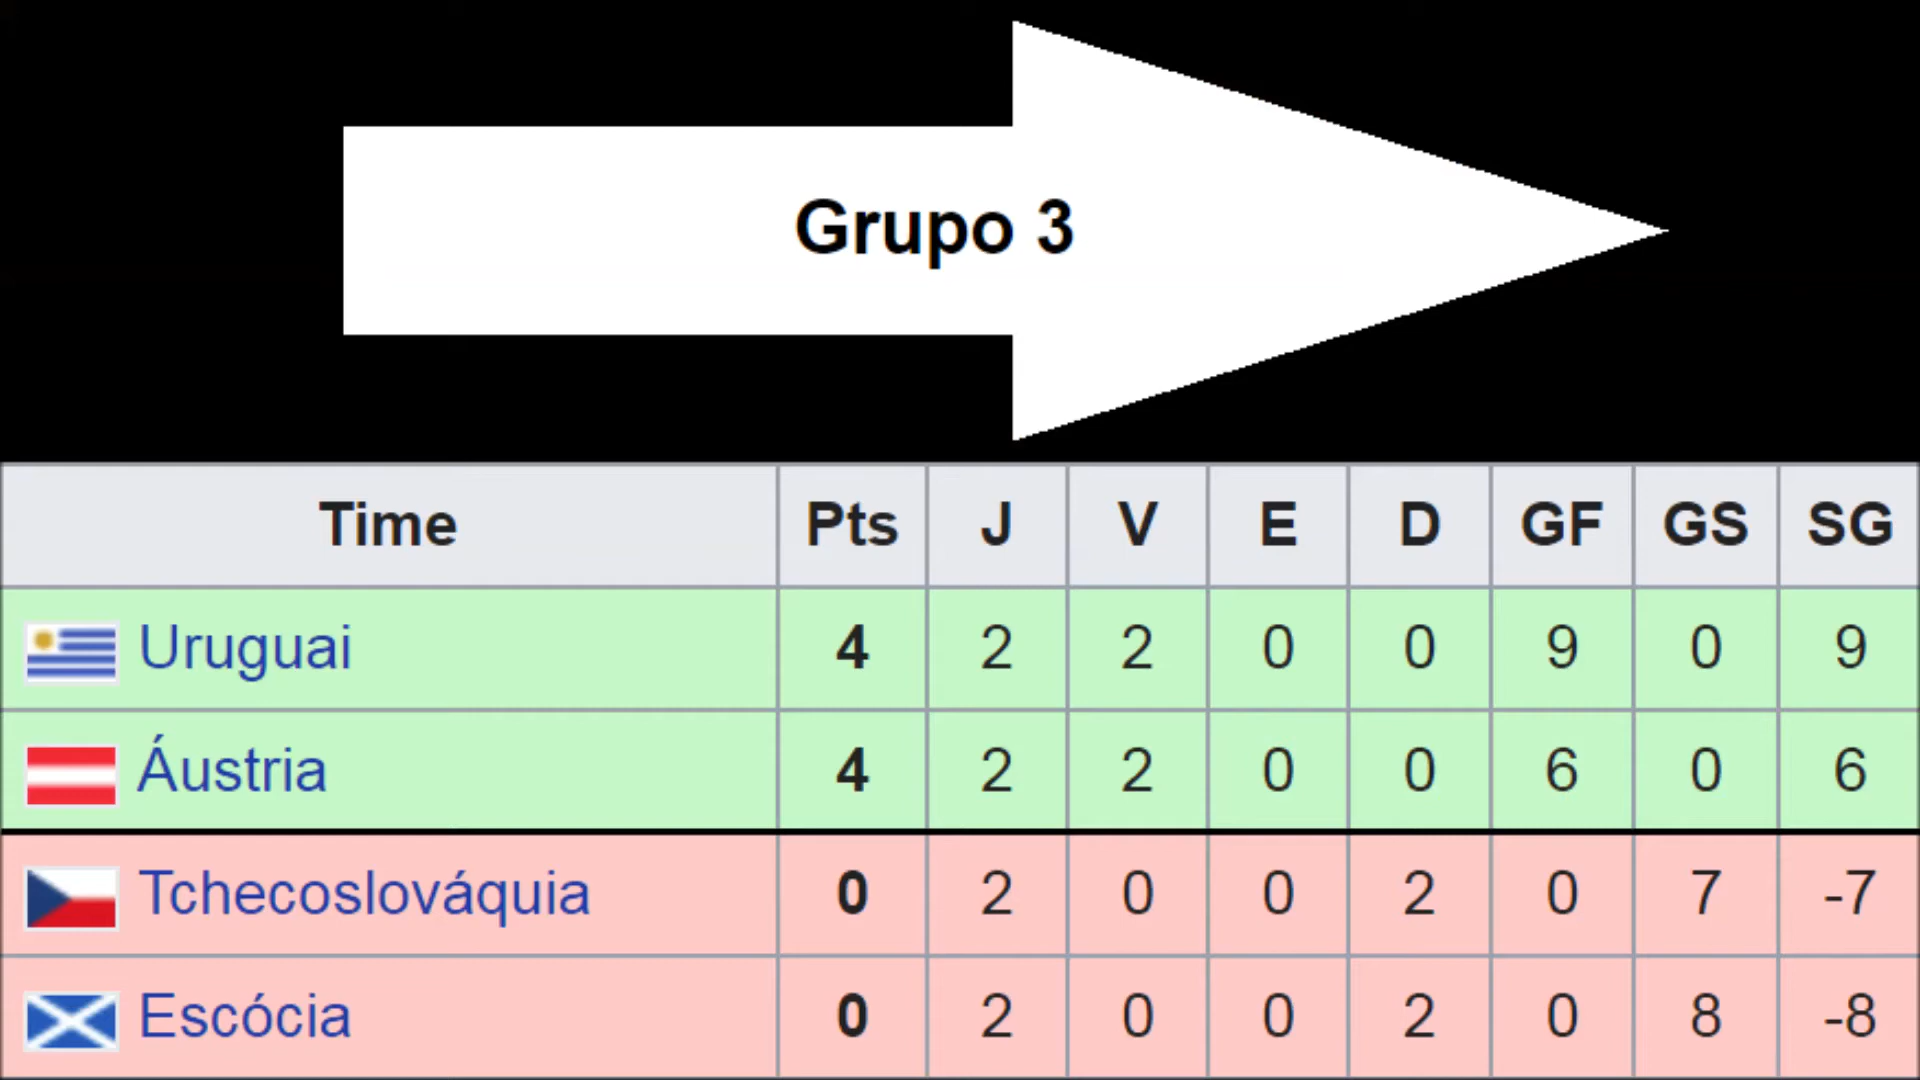 Grupo 3
Time Pts J V E D GF GS SG
Uruguai 4 2 2 0 0 9 0 9
Áustria 4 2 2 0 0 6 0 6
Tchecoslováquia 0 2 0 0 2 0 7 -7
Escócia 0 2 0 0 2 0 8 -8